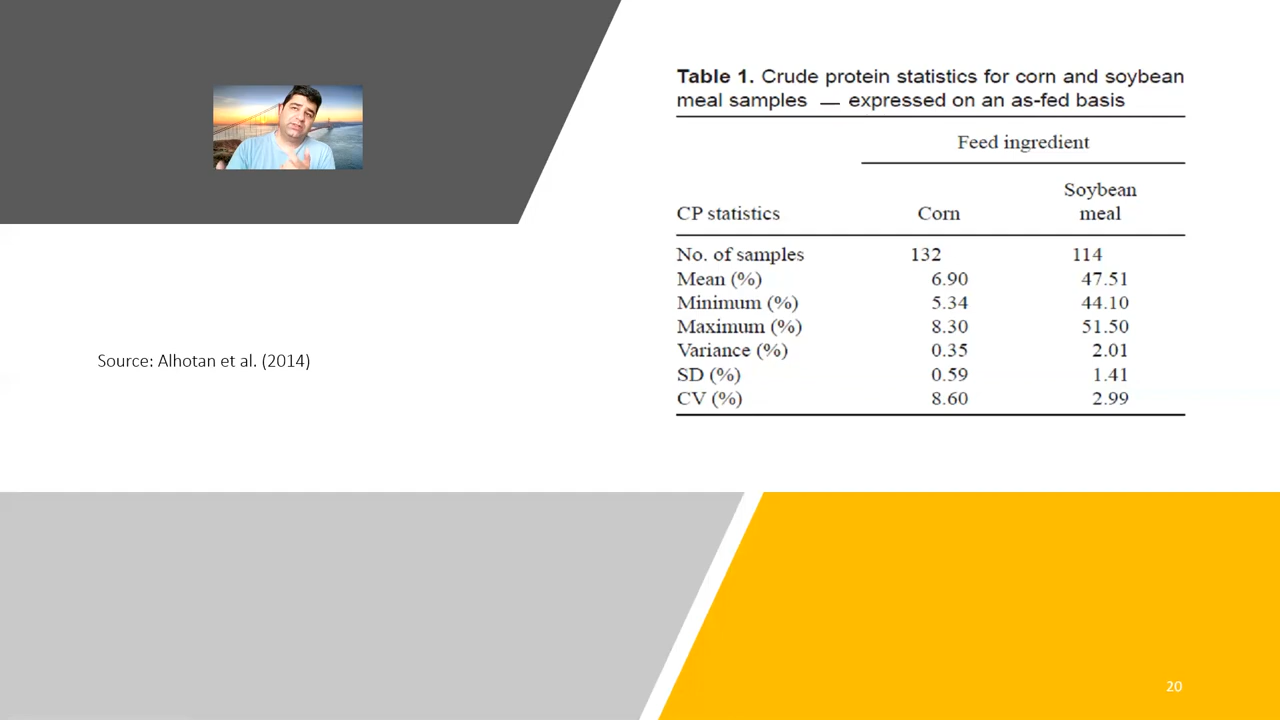 Table 1. Crude protein statistics for corn and soybean
meal samples — expressed on an as-fed basis
Feed ingredient
CP statistics Corn Soybean meal
No. of samples 132 114
Mean (%) 6.90 47.51
Minimum (%) 5.34 44.10
Maximum (%) 8.30 51.50
Variance (%) 0.35 2.01
SD (%) 0.59 1.41
CV (%) 8.60 2.99
Source: Alhotan et al. (2014)
20